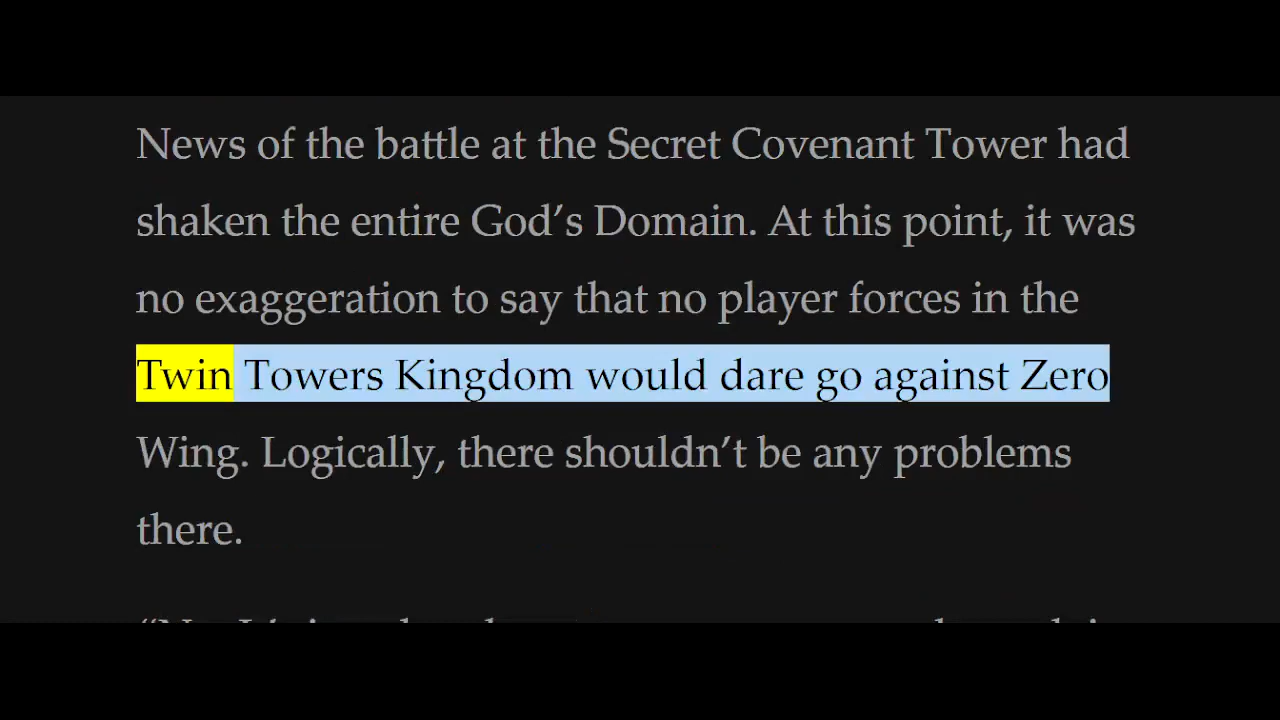 News of the battle at the Secret Covenant Tower had
shaken the entire God’s Domain. At this point, it was
no exaggeration to say that no player forces in the
Twin Towers Kingdom would dare go against Zero
Wing. Logically, there shouldn’t be any problems
there.